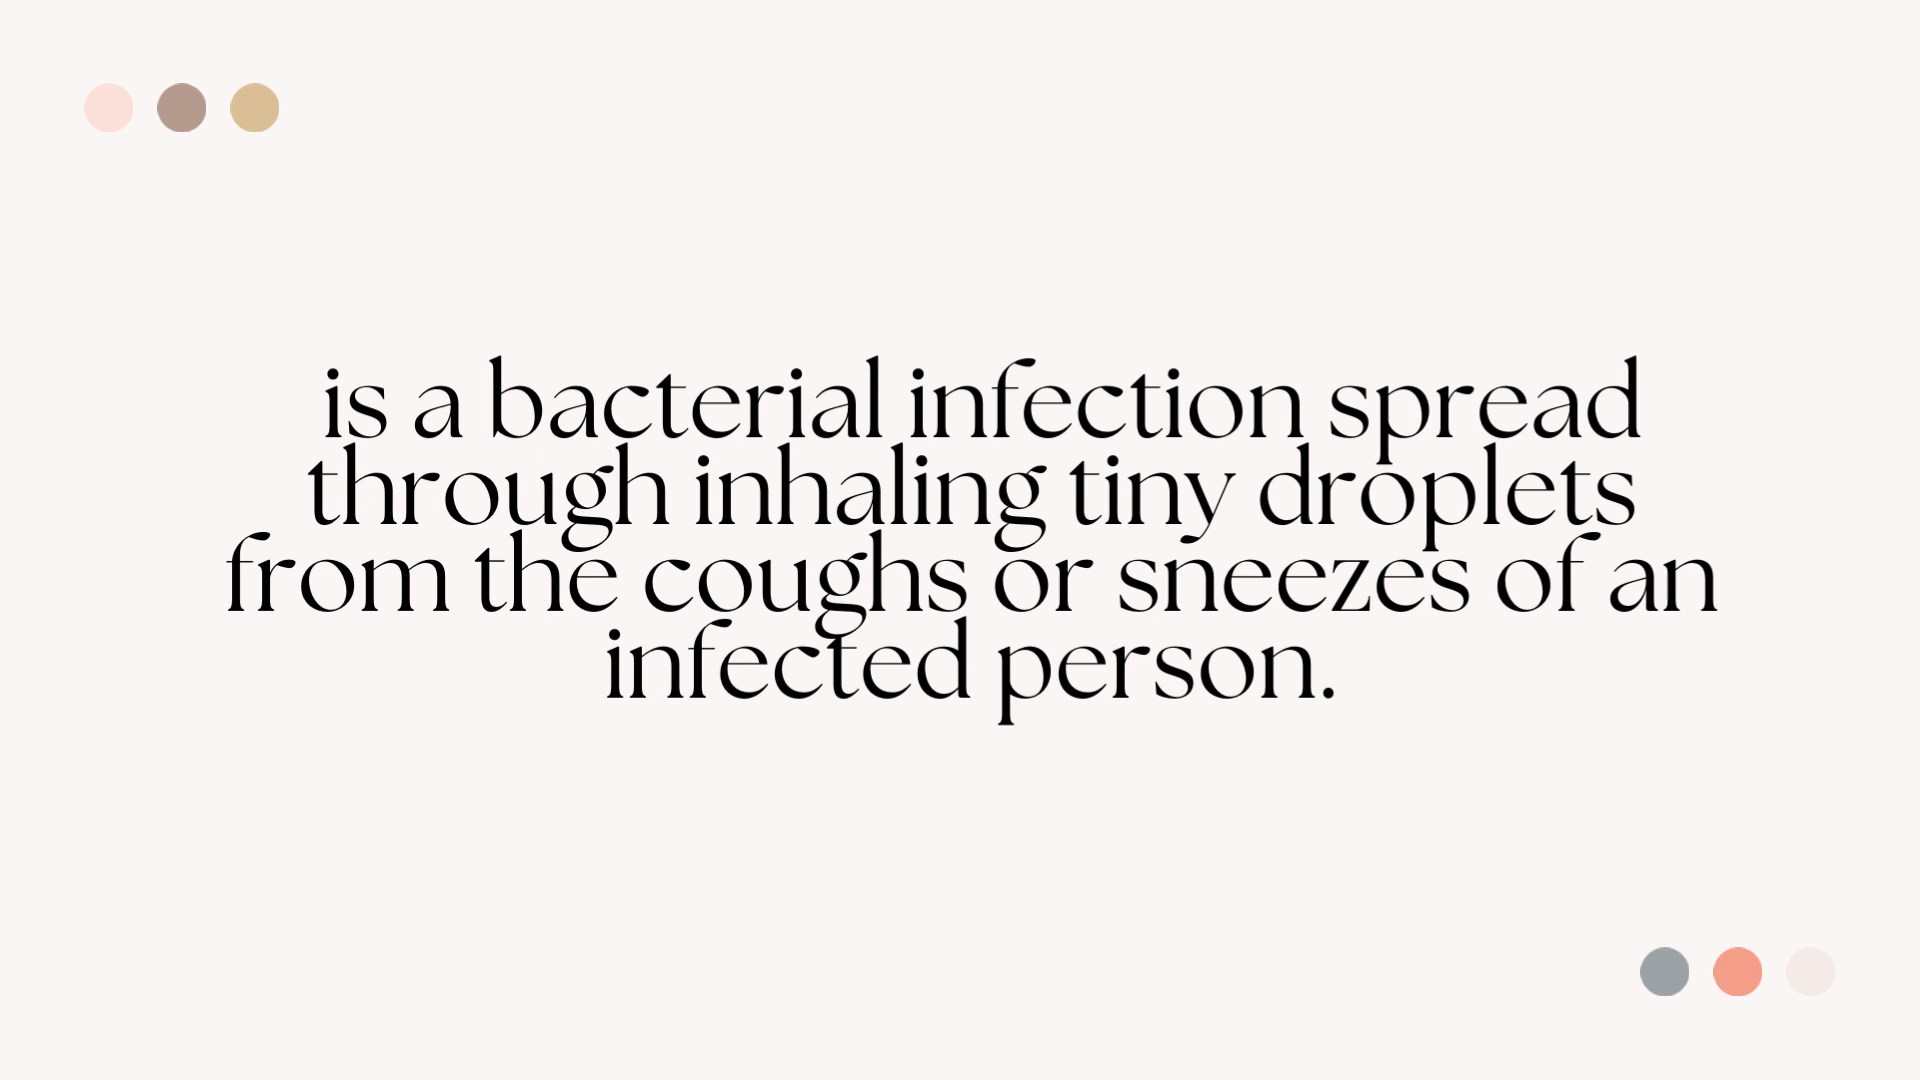 is a bacterial infection spread
through inhaling tiny droplets
from the coughs or sneezes of an
infected person.